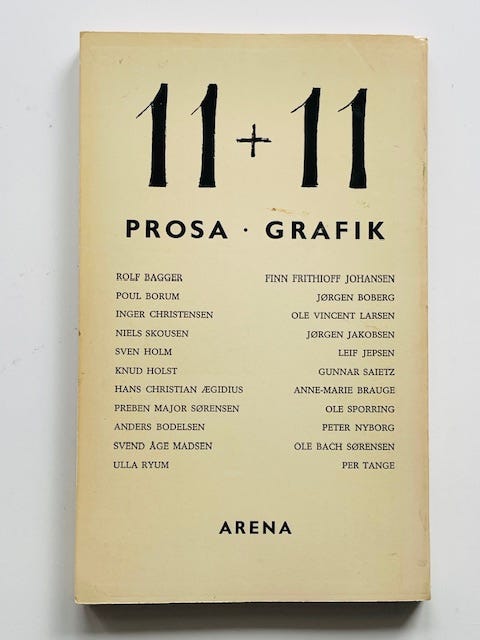 11+11
PROSA · GRAFIK
ROLF BAGGER
POUL BORUM
INGER CHRISTENSEN
NIELS SKOUSEN
SVEN HOLM
KNUD HOLST
HANS CHRISTIAN ÆGIDIUS
PREBEN MAJOR SØRENSEN
ANDERS BODELSEN
SVEND ÅGE MADSEN
ULLA RYUM
FINN FRITHIOFF JOHANSEN
JØRGEN BOBERG
OLE VINCENT LARSEN
JØRGEN JAKOBSEN
LEIF JEPSEN
GUNNAR SAIETZ
ANNE-MARIE BRAUGE
OLE SPORRING
PETER NYBORG
OLE BACH SØRENSEN
PER TANGE
ARENA